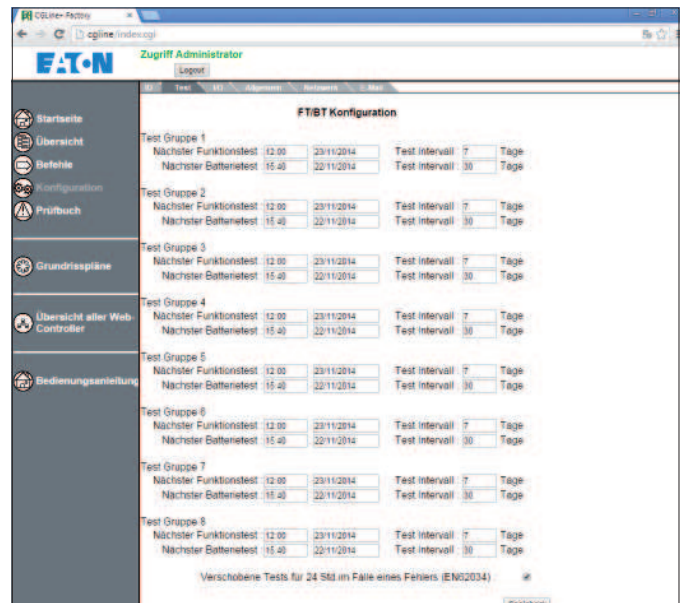 CGLine+ Factory
cgline/index.cgi
EATON
Zugriff Administrator
Logout
ID Test I/O Allgemein Netzwerk E-Mail
Startseite
Übersicht
Befehle
Konfiguration
Prüfbuch
Grundrisspläne
Übersicht aller Web-
Controller
Bedienungsanleitung
FT/BT Konfiguration
Test Gruppe 1
Nächster Funktionstest : 12:00 23/11/2014 Test Intervall : 7 Tage
Nächster Batterietest : 15:40 22/11/2014 Test Intervall : 30 Tage
Test Gruppe 2
Nächster Funktionstest : 12:00 23/11/2014 Test Intervall : 7 Tage
Nächster Batterietest : 15:40 22/11/2014 Test Intervall : 30 Tage
Test Gruppe 3
Nächster Funktionstest : 12:00 23/11/2014 Test Intervall : 7 Tage
Nächster Batterietest : 15:40 22/11/2014 Test Intervall : 30 Tage
Test Gruppe 4
Nächster Funktionstest : 12:00 23/11/2014 Test Intervall : 7 Tage
Nächster Batterietest : 15:40 22/11/2014 Test Intervall : 30 Tage
Test Gruppe 5
Nächster Funktionstest : 12:00 23/11/2014 Test Intervall : 7 Tage
Nächster Batterietest : 15:40 22/11/2014 Test Intervall : 30 Tage
Test Gruppe 6
Nächster Funktionstest : 12:00 23/11/2014 Test Intervall : 7 Tage
Nächster Batterietest : 15:40 22/11/2014 Test Intervall : 30 Tage
Test Gruppe 7
Nächster Funktionstest : 12:00 23/11/2014 Test Intervall : 7 Tage
Nächster Batterietest : 15:40 22/11/2014 Test Intervall : 30 Tage
Test Gruppe 8
Nächster Funktionstest : 12:00 23/11/2014 Test Intervall : 7 Tage
Nächster Batterietest : 15:40 22/11/2014 Test Intervall : 30 Tage
Verschobene Tests für 24 Std im Falle eines Fehlers (EN62034) :